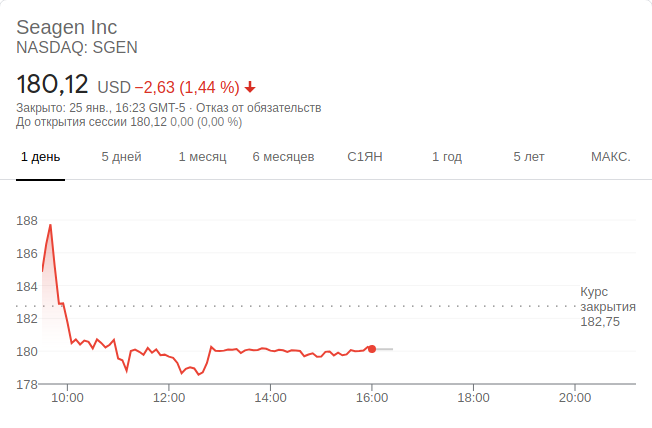 Seagen Inc
NASDAQ: SGEN
180,12 USD −2,63 (1,44 %)
Закрыто: 25 янв., 16:23 GMT-5 · Отказ от обязательств
До открытия сессии 180,12 0,00 (0,00 %)
1 день 5 дней 1 месяц 6 месяцев С1ЯН 1 год 5 лет МАКС.
188
186
184
182
180
178
Курс
закрытия
182,75
10:00 12:00 14:00 16:00 18:00 20:00